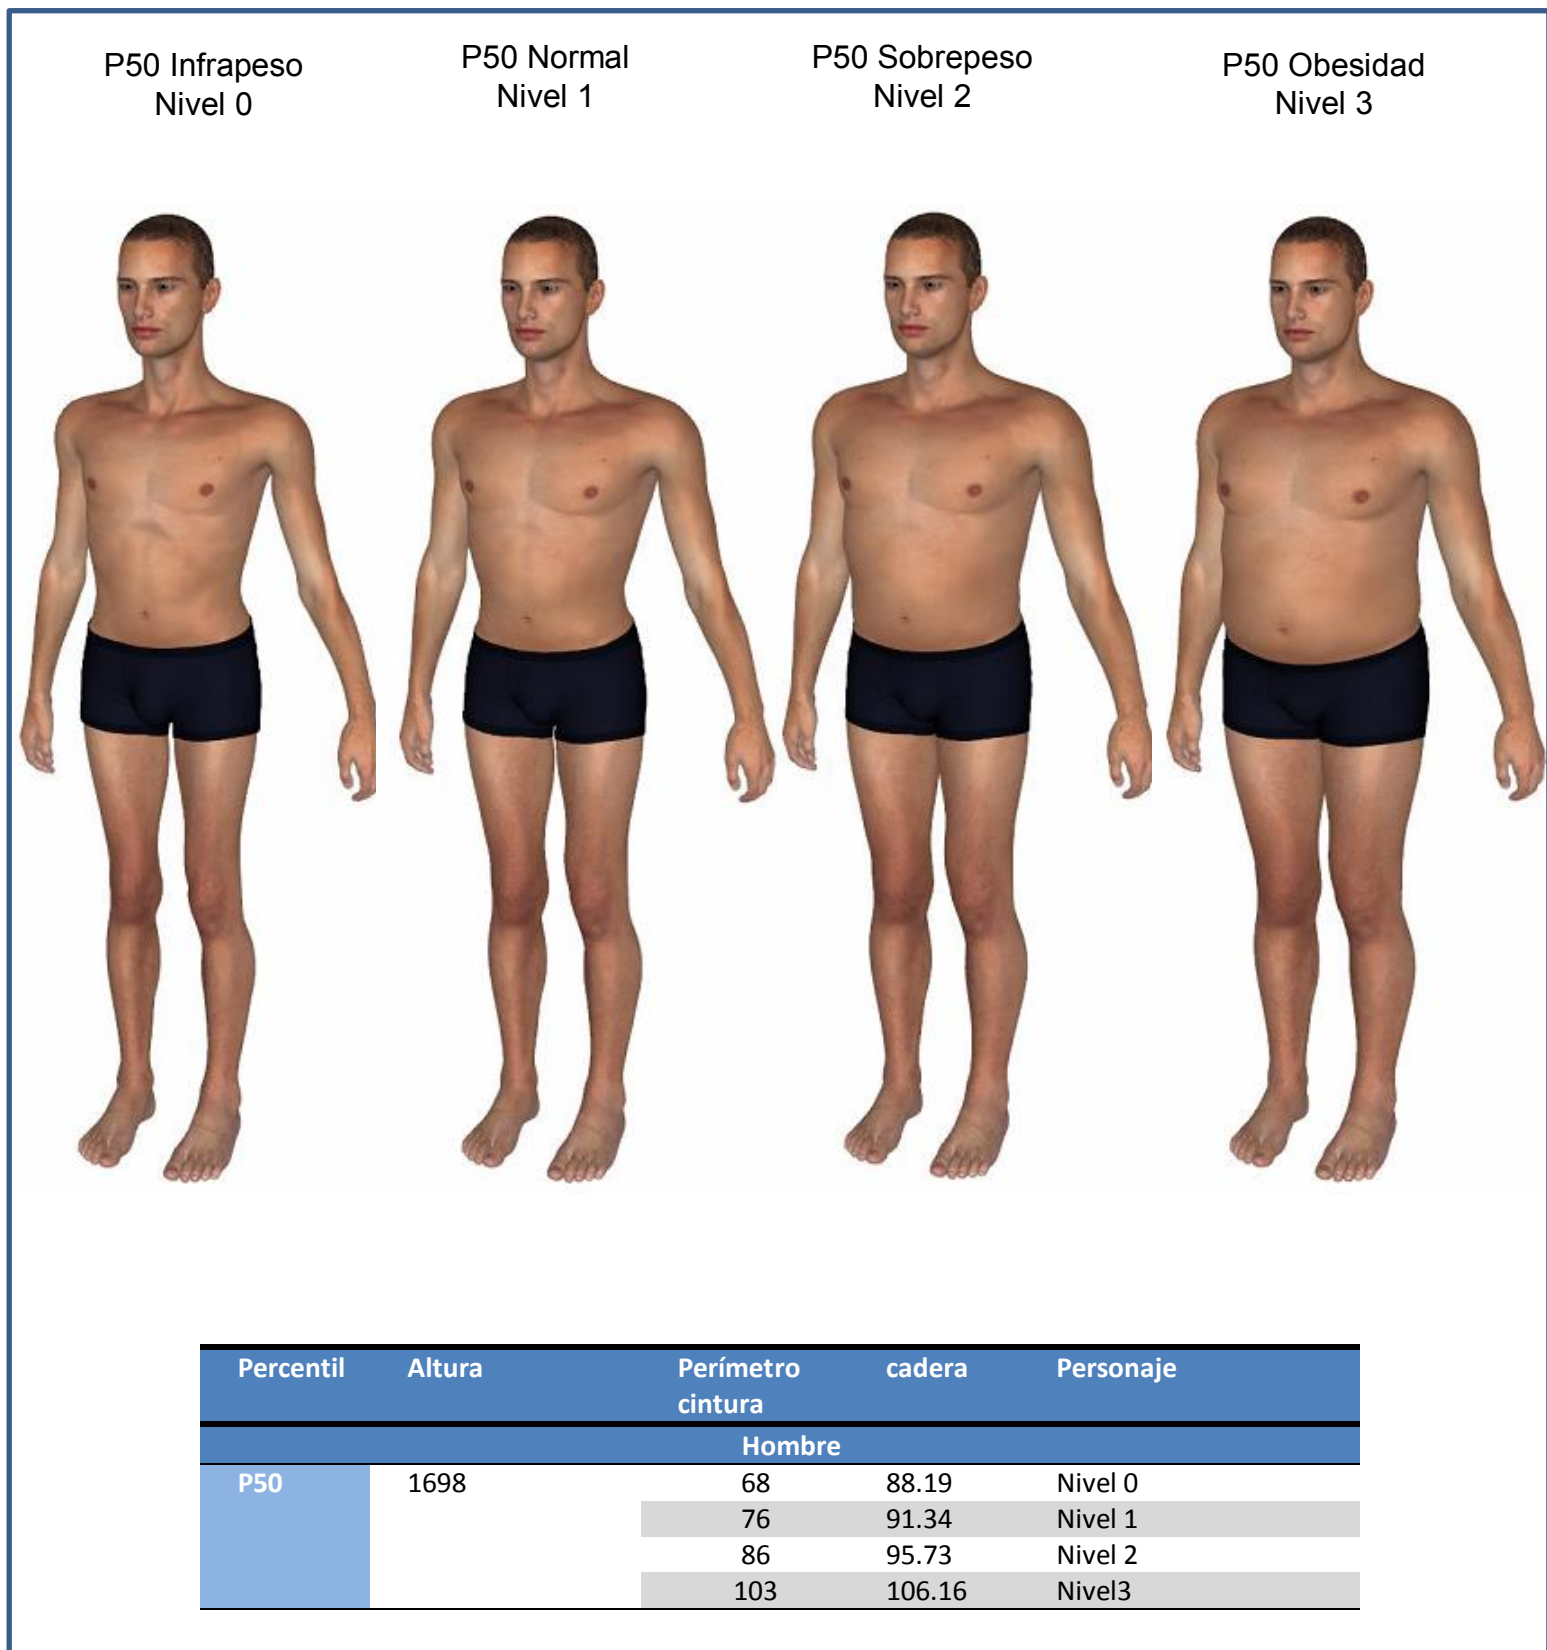 P50 Infrapeso
Nivel 0
P50 Normal
Nivel 1
P50 Sobrepeso
Nivel 2
P50 Obesidad
Nivel 3
Percentil Altura Perímetro cadera Personaje
cintura
Hombre
P50 1698 68 88.19 Nivel 0
76 91.34 Nivel 1
86 95.73 Nivel 2
103 106.16 Nivel3